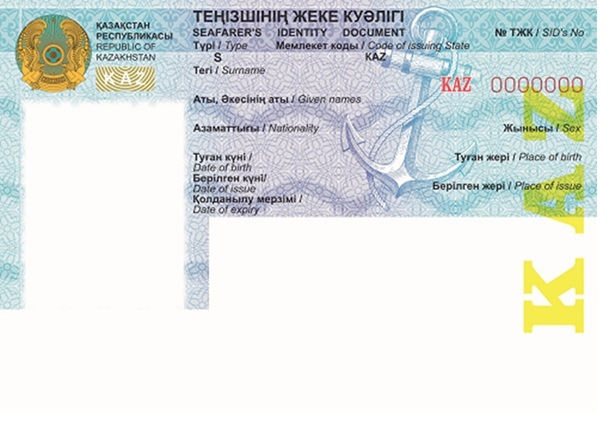 ҚАЗАҚСТАН
РЕСПУБЛИКАСЫ
REPUBLIC OF
KAZAKHSTAN
KAZ
ТЕҢІЗШІНІҢ ЖЕКЕ КУӘЛІГІ
SEAFARER'S IDENTITY DOCUMENT
№ ТЖК / SID's No
Түрі / Type
Мемлекет коды / Code of issuing State
S
KAZ
KAZ 0000000
Тегі / Surname
Аты, Әкесінің аты / Given names
Азаматтығы / Nationality
Жынысы / Sex
Туған күні /
Date of birth
Туған жері / Place of birth
Берілген күні/
Date of issue
Берілген жері / Place of issue
Қолданылу мерзімі /
Date of expiry
KAZ